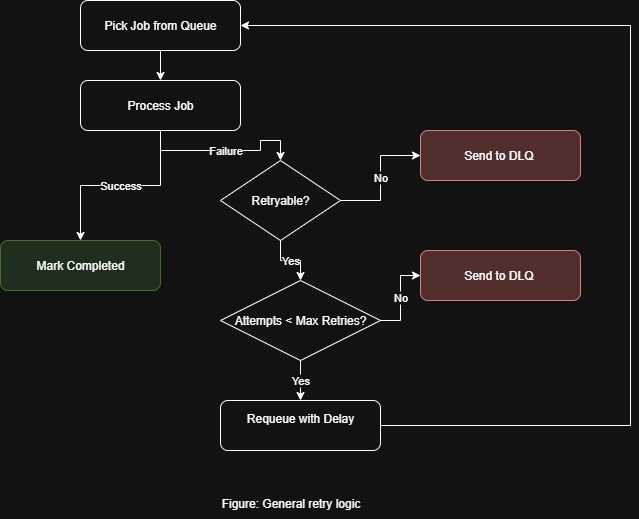 Pick Job from Queue
Process Job
Failure
Success
Retryable?
No
Send to DLQ
Mark Completed
Yes
Send to DLQ
No
Attempts < Max Retries?
Yes
Requeue with Delay
Figure: General retry logic